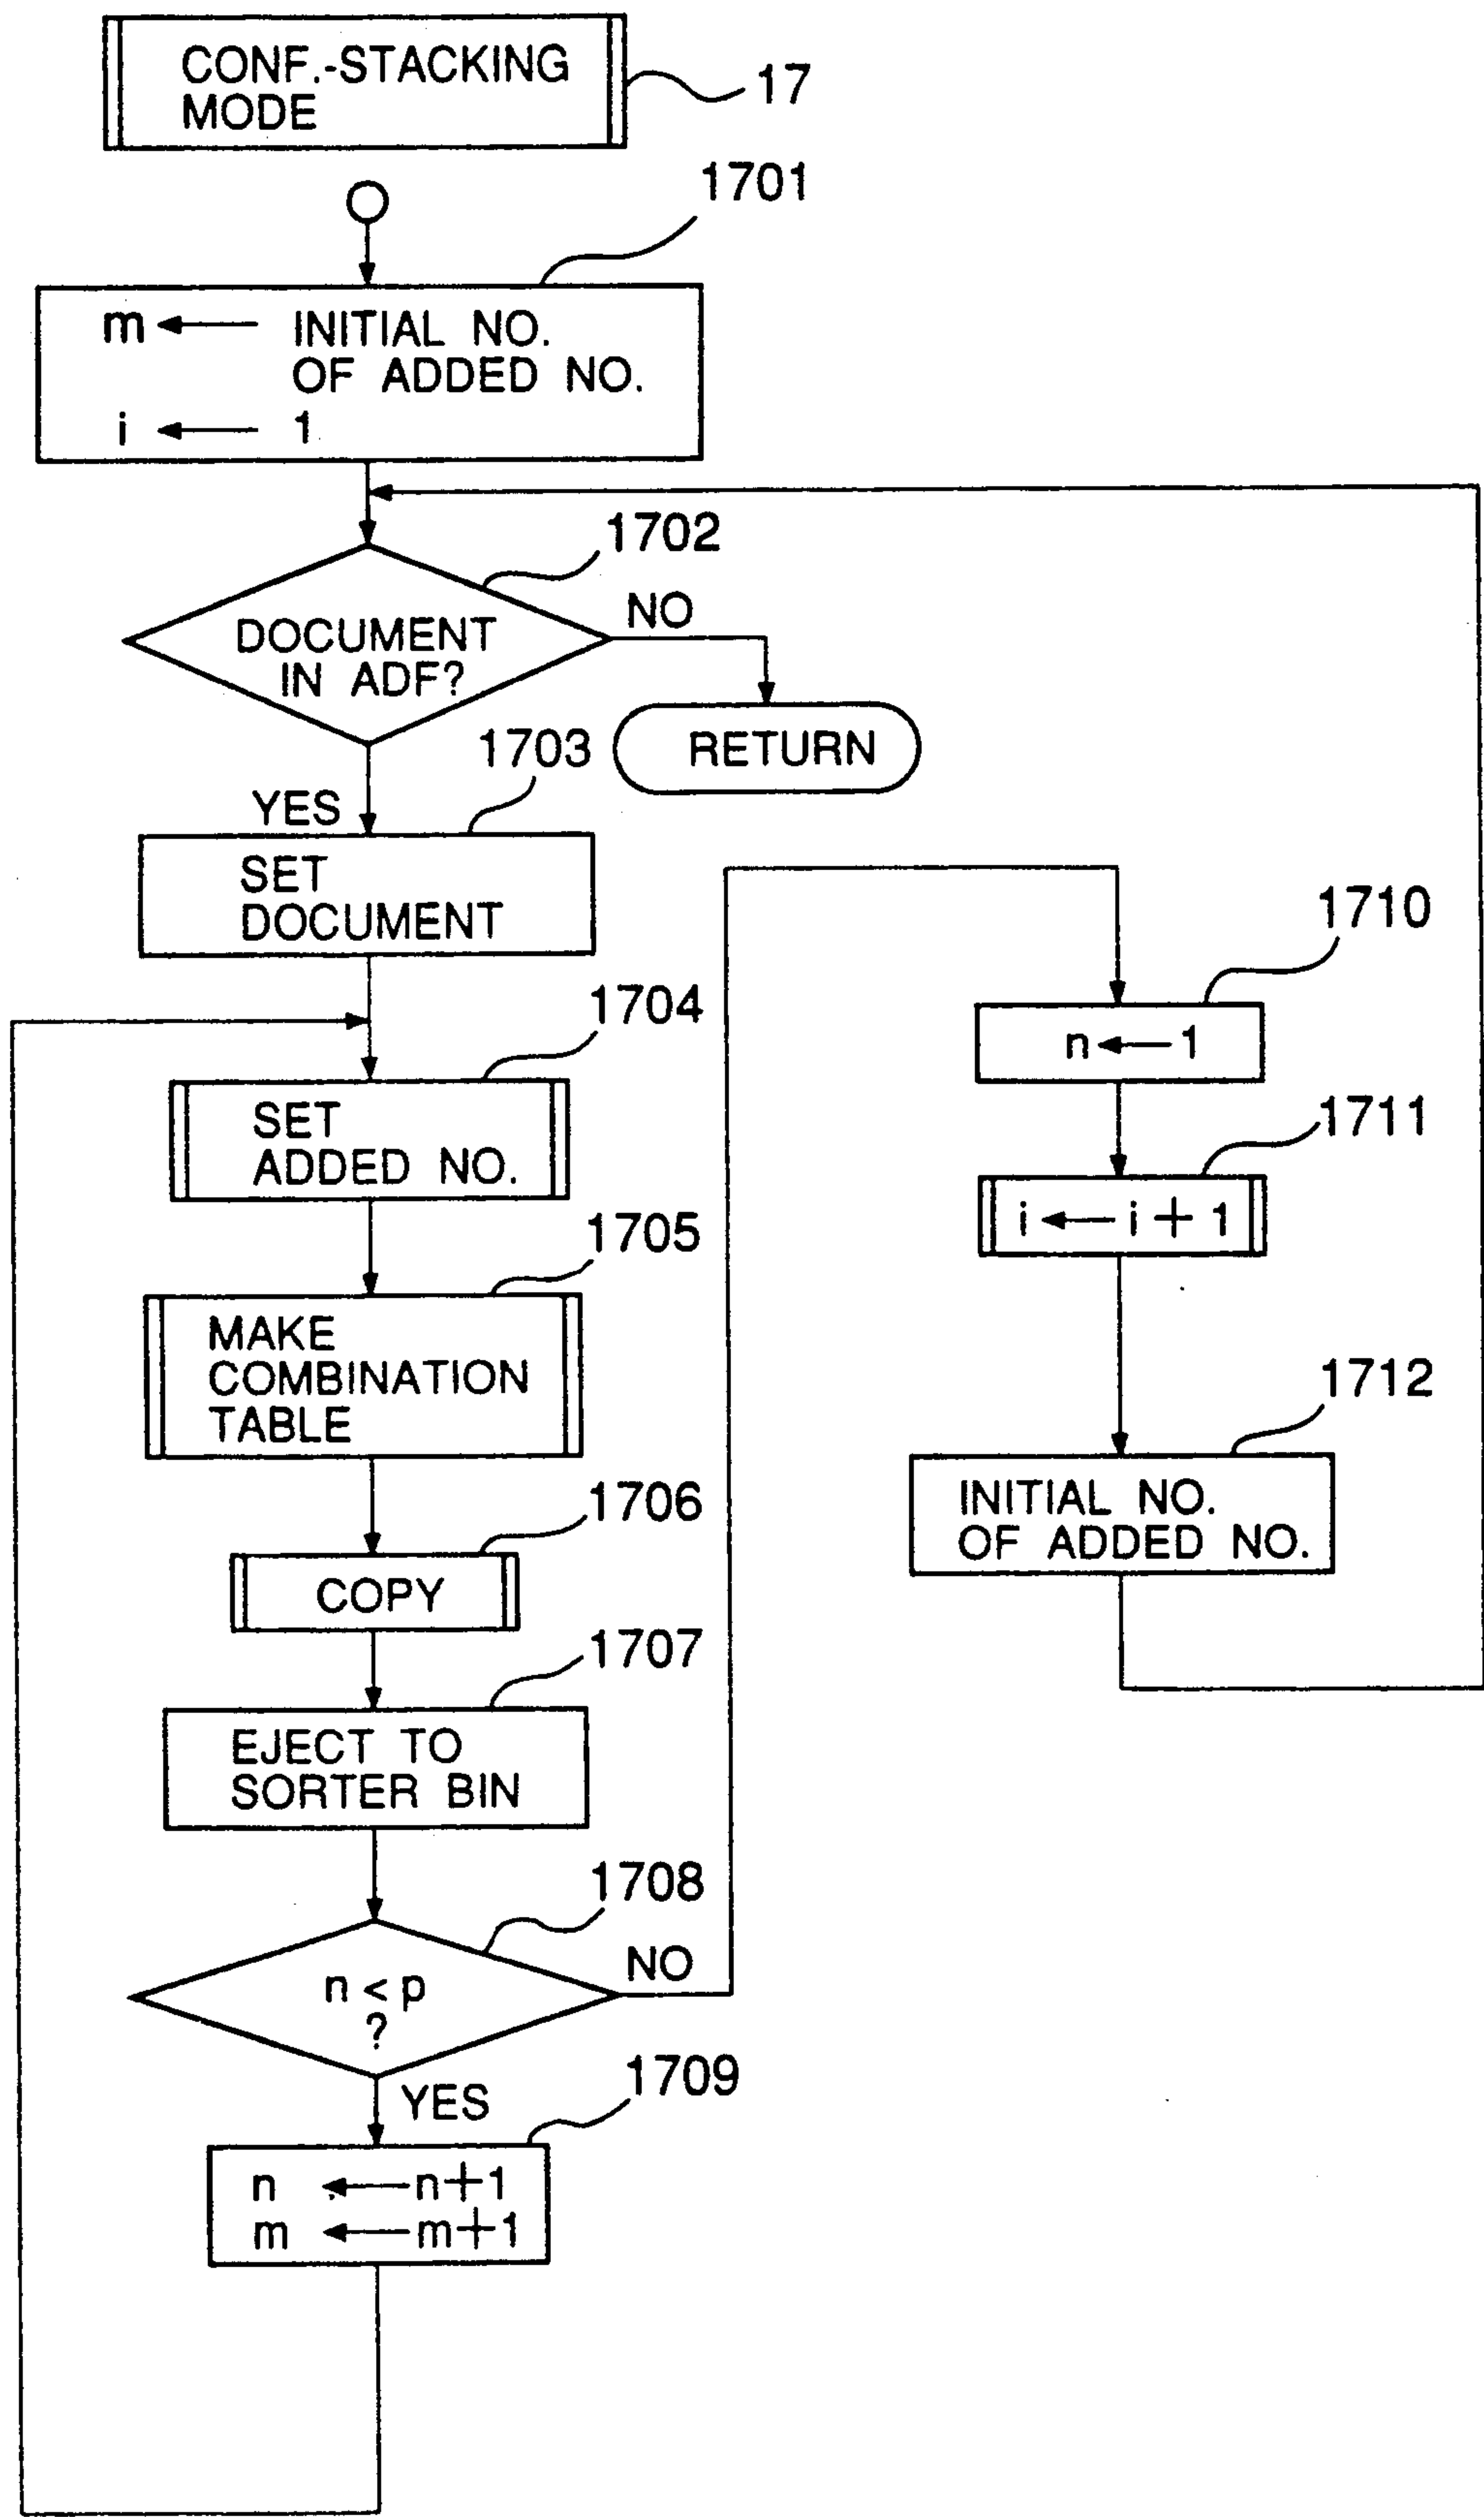 CONF.-STACKING
MODE
17
1701
m ← INITIAL NO.
OF ADDED NO.
i ← 1
1702
DOCUMENT
IN ADF?
NO
RETURN
1703
YES
SET
DOCUMENT
1704
SET
ADDED NO.
1705
MAKE
COMBINATION
TABLE
1706
COPY
1707
EJECT TO
SORTER BIN
1708
n < p
?
NO
YES
1709
n ← n+1
m ← m+1
1710
n ← 1
1711
i ← i + 1
1712
INITIAL NO.
OF ADDED NO.